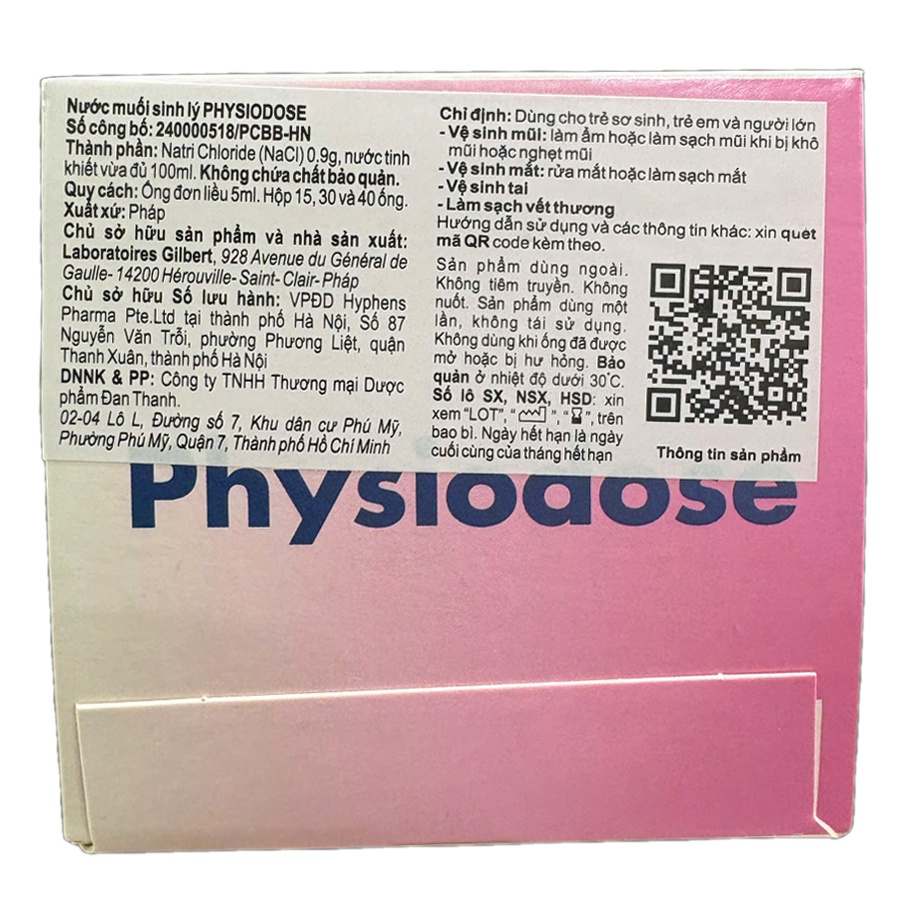 Nước muối sinh lý PHYSIODOSE
Số công bố: 240000518/PCBB-HN
Thành phần: Natri Chloride (NaCl) 0.9g, nước tinh
khiết vừa đủ 100ml. Không chứa chất bảo quản.
Quy cách: Ống đơn liều 5ml. Hộp 15, 30 và 40 ống.
Xuất xứ: Pháp
Chủ sở hữu sản phẩm và nhà sản xuất:
Laboratoires Gilbert, 928 Avenue du Général de
Gaulle- 14200 Hérouville- Saint- Clair- Pháp
Chủ sở hữu Số lưu hành: VPĐD Hyphens
Pharma Pte.Ltd tại thành phố Hà Nội, Số 87
Nguyễn Văn Trỗi, phường Phương Liệt, quận
Thanh Xuân, thành phố Hà Nội
DNNK & PP: Công ty TNHH Thương mại Dược
phẩm Đan Thanh.
02-04 Lô L, Đường số 7, Khu dân cư Phú Mỹ,
Phường Phú Mỹ, Quận 7, Thành phố Hồ Chí Minh
Chỉ định: Dùng cho trẻ sơ sinh, trẻ em và người lớn
- Vệ sinh mũi: làm ẩm hoặc làm sạch mũi khi bị khô
mũi hoặc nghẹt mũi
- Vệ sinh mắt: rửa mắt hoặc làm sạch mắt
- Vệ sinh tai
- Làm sạch vết thương
Hướng dẫn sử dụng và các thông tin khác: xin quét
mã QR code kèm theo.
Sản phẩm dùng ngoài.
Không tiêm truyền. Không
nuốt. Sản phẩm dùng một
lần, không tái sử dụng.
Không dùng khi ống đã được
mở hoặc bị hư hỏng. Bảo
quản ở nhiệt độ dưới 30°C.
Số lô SX, NSX, HSD: xin
xem "LOT", " ", " ", trên
bao bì. Ngày hết hạn là ngày
cuối cùng của tháng hết hạn
Thông tin sản phẩm
Physiodose